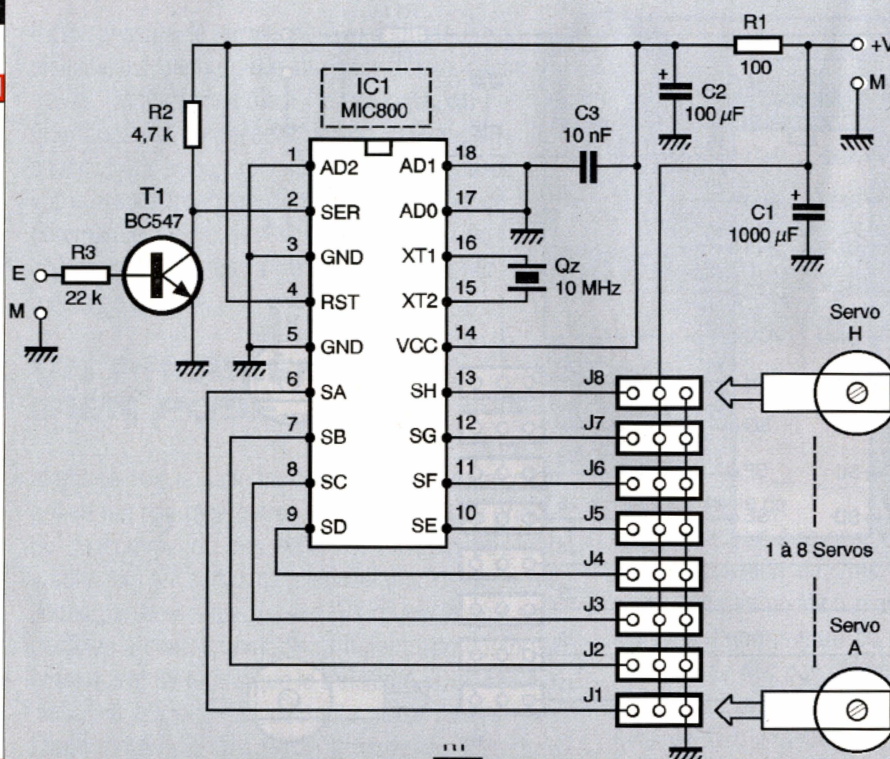 R1
100
+V
M
IC1
MIC800
C2
100 µF
C3
10 nF
R2
4,7 k
T1
BC547
R3
22 k
E
M
C1
1000 µF
Qz
10 MHz
1 AD2
2 SER
3 GND
4 RST
5 GND
6 SA
7 SB
8 SC
9 SD
AD1 18
AD0 17
XT1 16
XT2 15
VCC 14
SH 13
SG 12
SF 11
SE 10
J8
J7
J6
J5
J4
J3
J2
J1
Servo
H
1 à 8 Servos
Servo
A